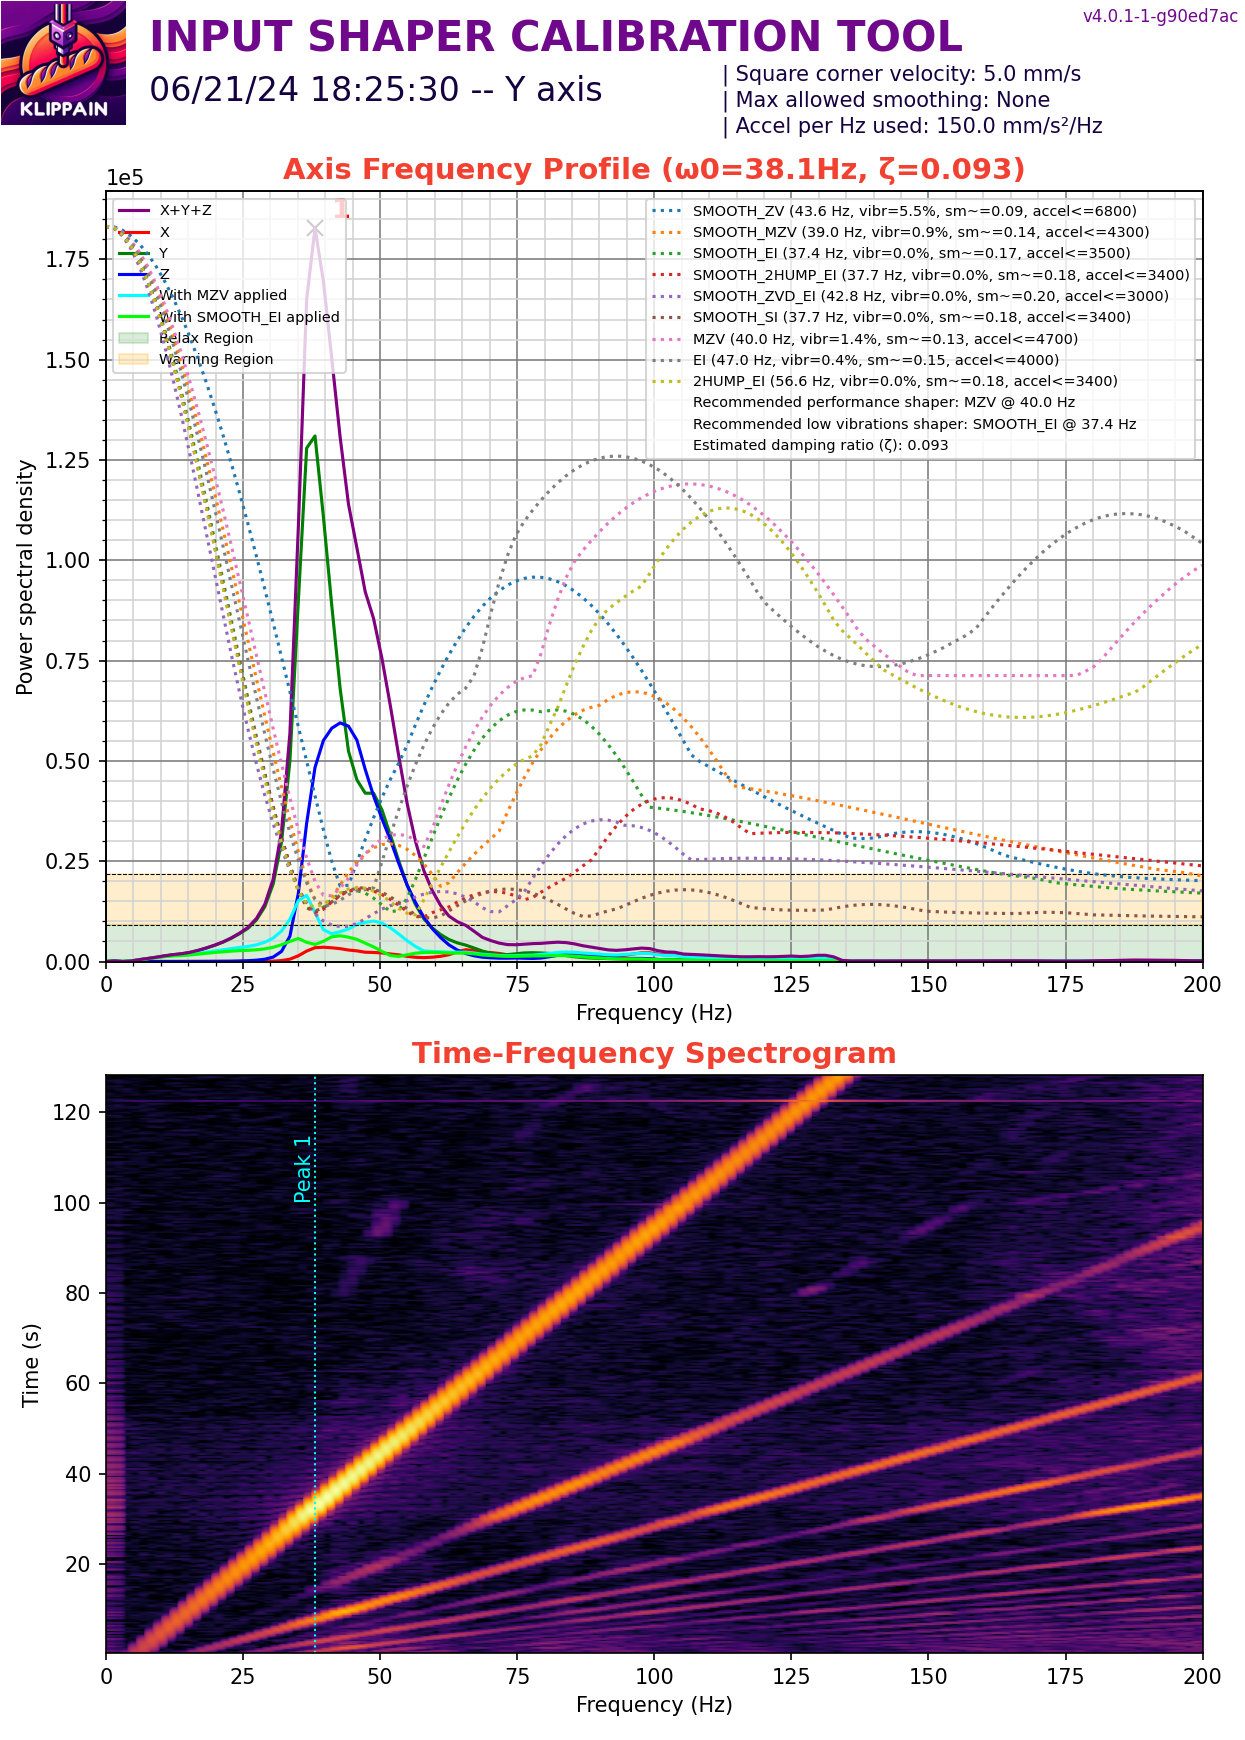 v4.0.1-1-g90ed7ac
INPUT SHAPER CALIBRATION TOOL
06/21/24 18:25:30 -- Y axis
| Square corner velocity: 5.0 mm/s
| Max allowed smoothing: None
| Accel per Hz used: 150.0 mm/s²/Hz
KLIPPAIN
Axis Frequency Profile (ω0=38.1Hz, ζ=0.093)
1e5
1
X+Y+Z
X
Y
Z
With MZV applied
With SMOOTH_EI applied
Relax Region
Warning Region
SMOOTH_ZV (43.6 Hz, vibr=5.5%, sm~=0.09, accel<=6800)
SMOOTH_MZV (39.0 Hz, vibr=0.9%, sm~=0.14, accel<=4300)
SMOOTH_EI (37.4 Hz, vibr=0.0%, sm~=0.17, accel<=3500)
SMOOTH_2HUMP_EI (37.7 Hz, vibr=0.0%, sm~=0.18, accel<=3400)
SMOOTH_ZVD_EI (42.8 Hz, vibr=0.0%, sm~=0.20, accel<=3000)
SMOOTH_SI (37.7 Hz, vibr=0.0%, sm~=0.18, accel<=3400)
MZV (40.0 Hz, vibr=1.4%, sm~=0.13, accel<=4700)
EI (47.0 Hz, vibr=0.4%, sm~=0.15, accel<=4000)
2HUMP_EI (56.6 Hz, vibr=0.0%, sm~=0.18, accel<=3400)
Recommended performance shaper: MZV @ 40.0 Hz
Recommended low vibrations shaper: SMOOTH_EI @ 37.4 Hz
Estimated damping ratio (ζ): 0.093
Power spectral density
1.75
1.50
1.25
1.00
0.75
0.50
0.25
0.00
0 25 50 75 100 125 150 175 200
Frequency (Hz)
Time-Frequency Spectrogram
Peak 1
Time (s)
120
100
80
60
40
20
0 25 50 75 100 125 150 175 200
Frequency (Hz)